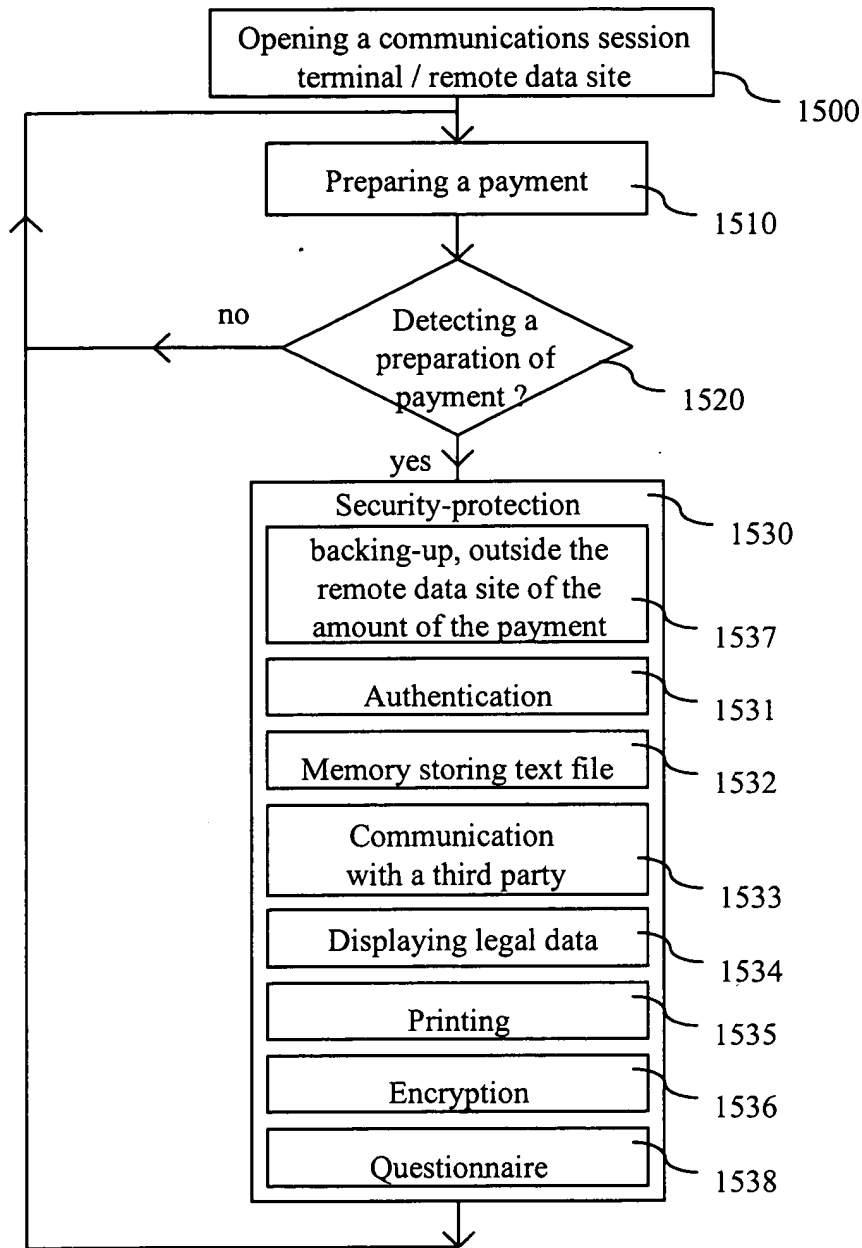 Opening a communications session
terminal / remote data site
1500
Preparing a payment
1510
no
Detecting a
preparation of
payment ?
1520
yes
Security-protection
1530
backing-up, outside the
remote data site of the
amount of the payment
1537
Authentication
1531
Memory storing text file
1532
Communication
with a third party
1533
Displaying legal data
1534
Printing
1535
Encryption
1536
Questionnaire
1538